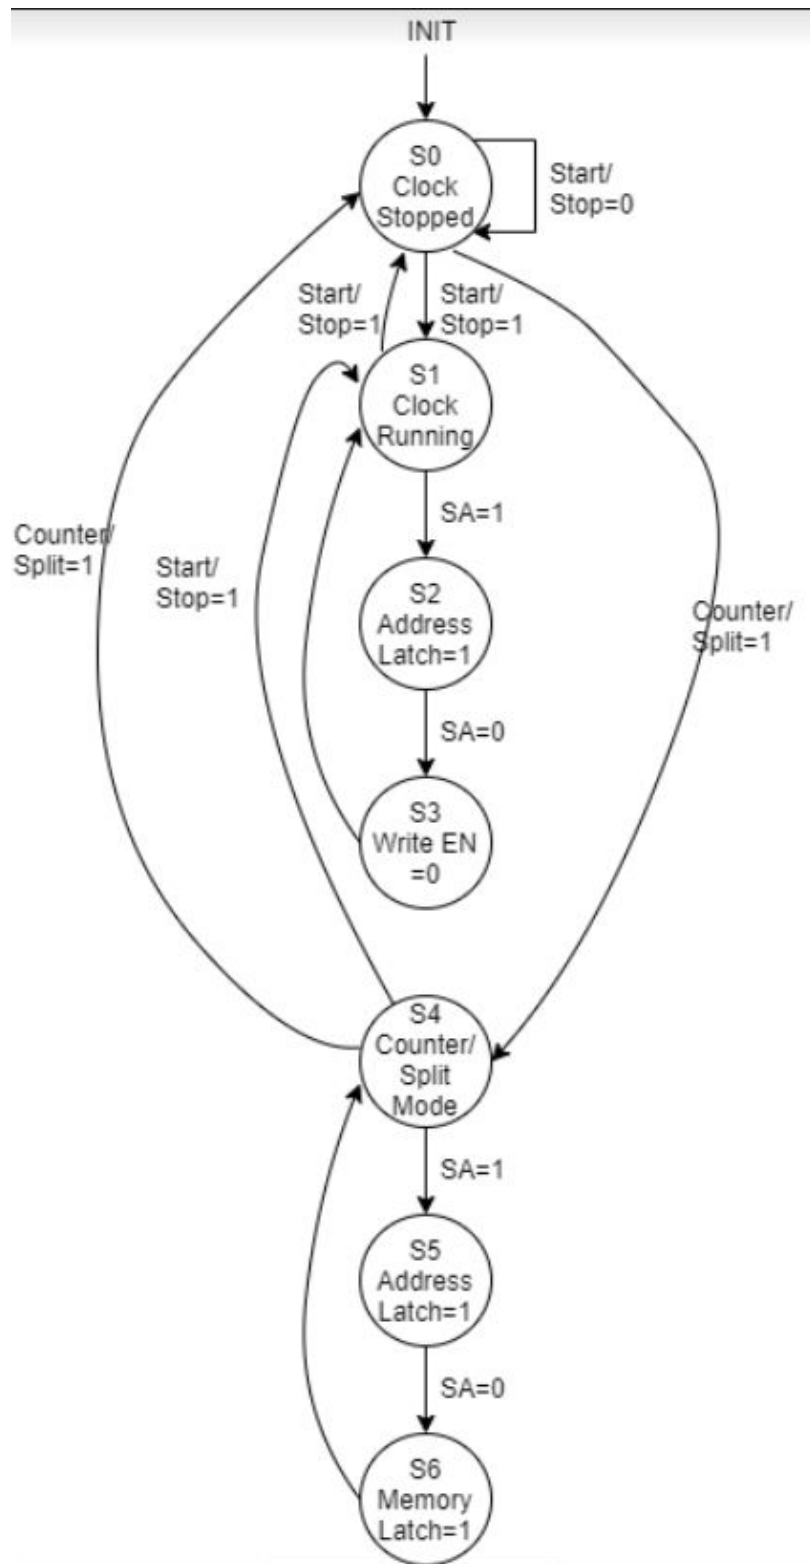 INIT
S0
Clock
Stopped
Start/
Stop=0
Start/
Stop=1
Start/
Stop=1
S1
Clock
Running
SA=1
Counter/
Split=1
Start/
Stop=1
S2
Address
Latch=1
Counter/
Split=1
SA=0
S3
Write EN
=0
S4
Counter/
Split
Mode
SA=1
S5
Address
Latch=1
SA=0
S6
Memory
Latch=1